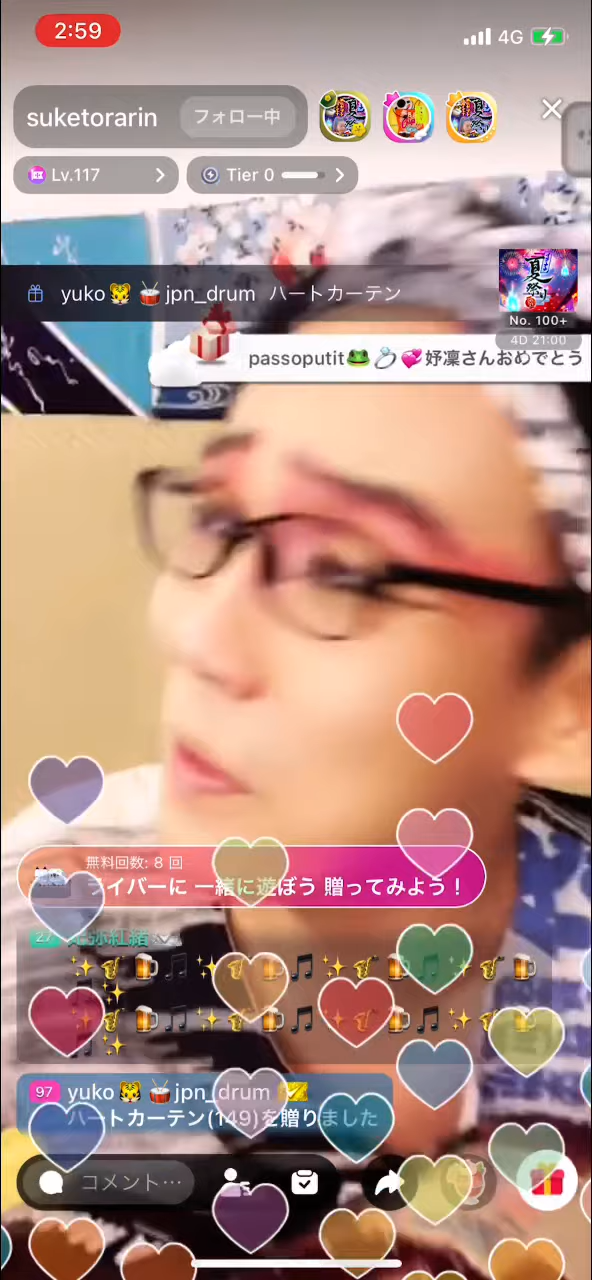 2:59
4G
suketorarin フォロー中
Lv.117
Tier 0
yuko🐯🥁jpn_drum ハートカーテン
夏祭り
No. 100+
4D 21:00
passoputit🐸💍💞妤凜さんおめでとう
無料回数: 8 回
ライバーに 一緒に遊ぼう 贈ってみよう！
27
✨🎷🍺🎵✨🎷🍺🎵✨🎷🍺🎵✨🎷🍺
🎵✨🎷🍺🎵✨🎷🍺🎵✨🎷🍺🎵✨🎷🍺
🎵✨
97 yuko🐯🥁jpn_drum
ハートカーテン(149)を贈りました
コメント…